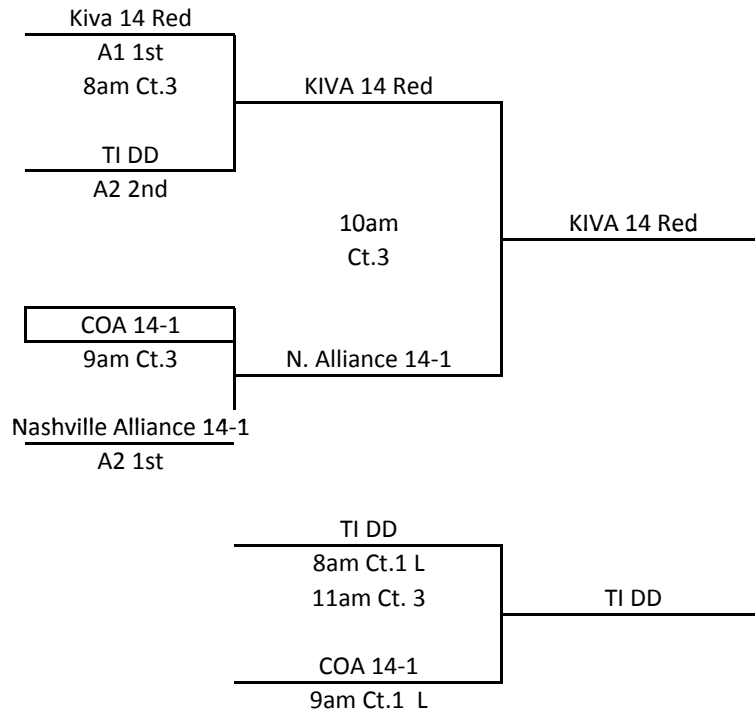 Kiva 14 Red
A1 1st
8am Ct.3
KIVA 14 Red
TI DD
A2 2nd
10am
Ct.3
KIVA 14 Red
COA 14-1
9am Ct.3
N. Alliance 14-1
Nashville Alliance 14-1
A2 1st
TI DD
8am Ct.1 L
11am Ct. 3
TI DD
COA 14-1
9am Ct.1 L